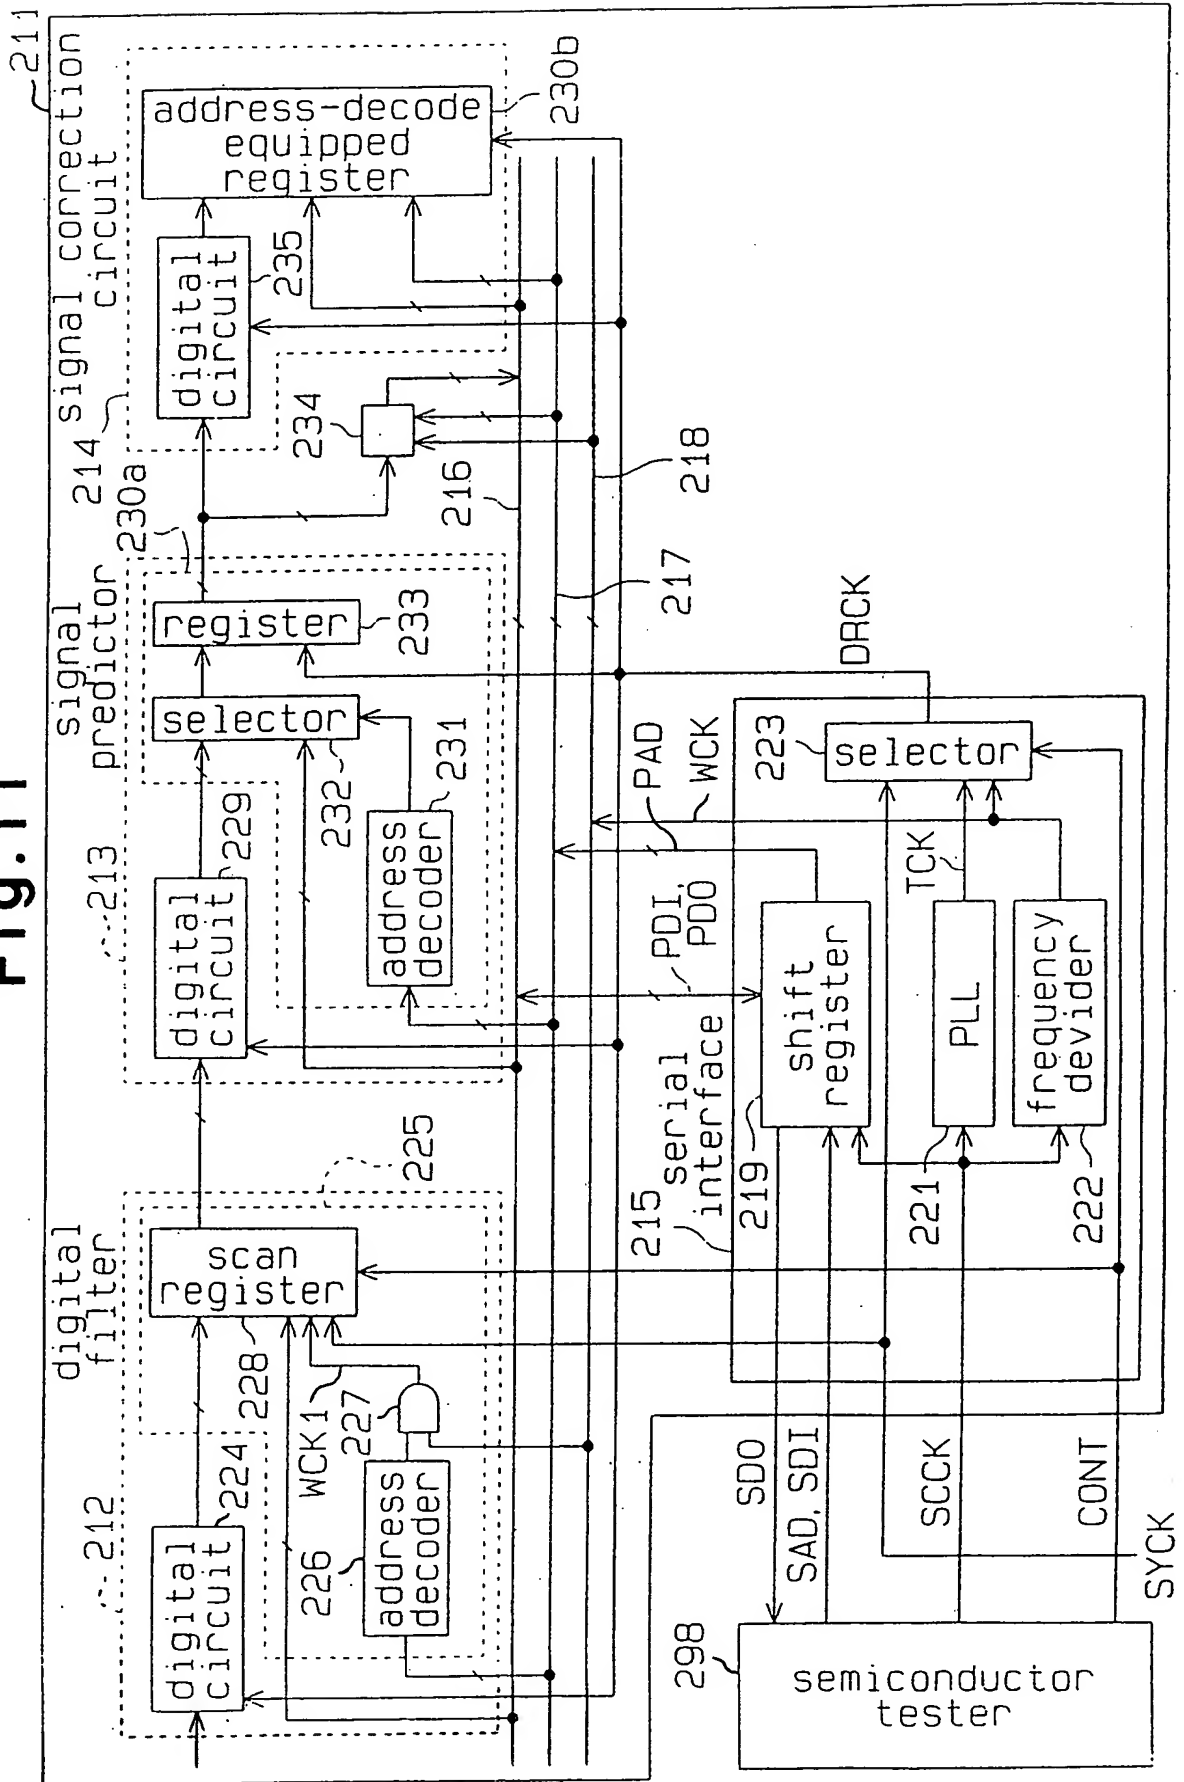 Fig.11
211
digital
filter
212
digital
circuit
224
scan
register
228
225
WCK1
227
226
address
decoder
signal
predictor
213
digital
circuit
229
selector
232
register
233
230a
address
decoder
231
signal correction
circuit
214
digital
circuit
235
address-decode
equipped
register
230b
234
216
217
218
215
serial
interface
219
shift
register
PDI,
PDO
PAD
WCK
DRCK
221
PLL
TCK
223
selector
222
frequency
devider
SDO
SAD, SDI
SCCK
CONT
SYCK
298
semiconductor
tester